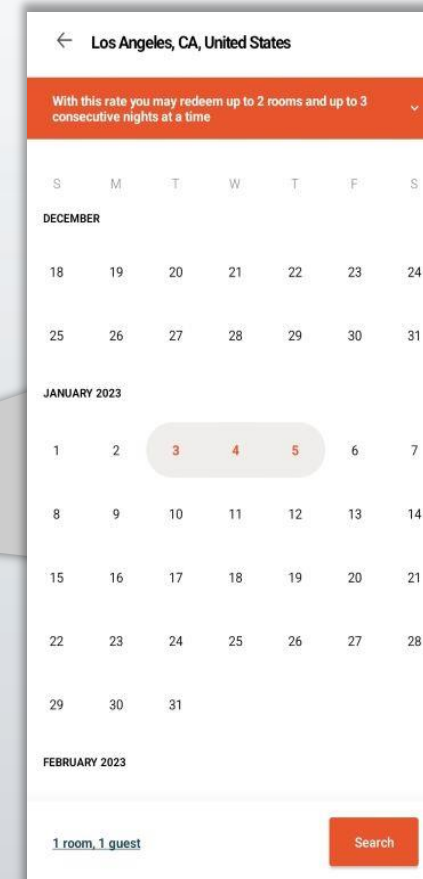 Los Angeles, CA, United States
With this rate you may redeem up to 2 rooms and up to 3
consecutive nights at a time
S M T W T F S
DECEMBER
18 19 20 21 22 23 24
25 26 27 28 29 30 31
JANUARY 2023
1 2 3 4 5 6 7
8 9 10 11 12 13 14
15 16 17 18 19 20 21
22 23 24 25 26 27 28
29 30 31
FEBRUARY 2023
1 room, 1 guest Search